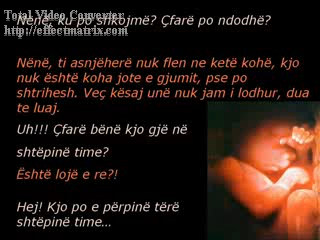 Total Video Converter
Nënë, ku po shkojmë? Çfarë po ndodhë?
http://effectmatrix.com
Nënë, ti asnjëherë nuk flen ne ketë kohë, kjo
nuk është koha jote e gjumit, pse po
shtrihesh. Veç kësaj unë nuk jam i lodhur, dua
te luaj.
Uh!!! Çfarë bënë kjo gjë në
shtëpinë time?
Është lojë e re?!
Hej! Kjo po e përpinë tërë
shtëpinë time...